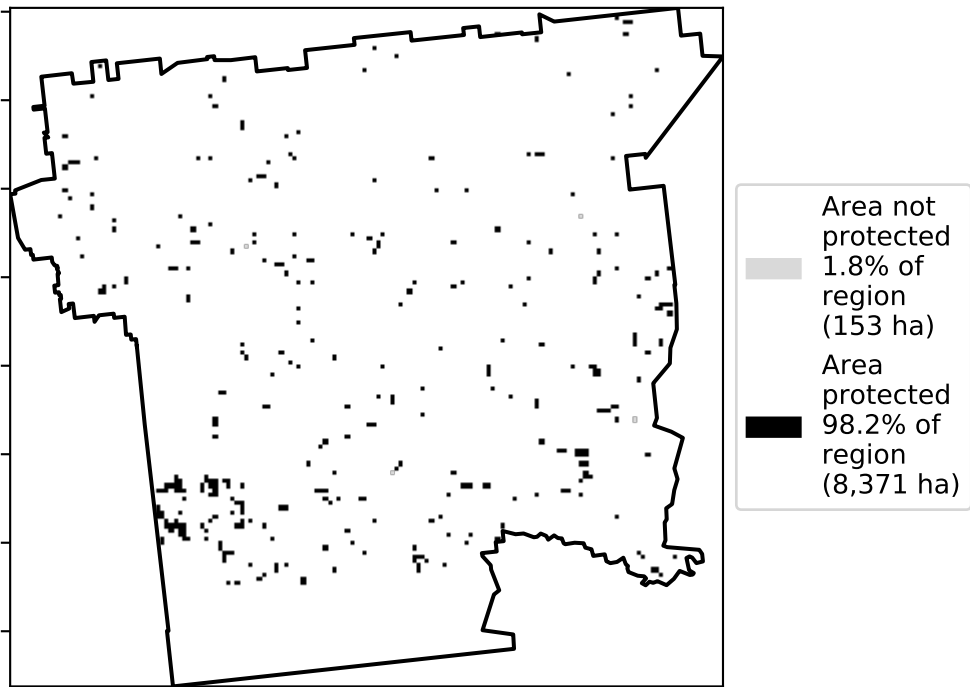 Area not
protected
1.8% of
region
(153 ha)
Area
protected
98.2% of
region
(8,371 ha)